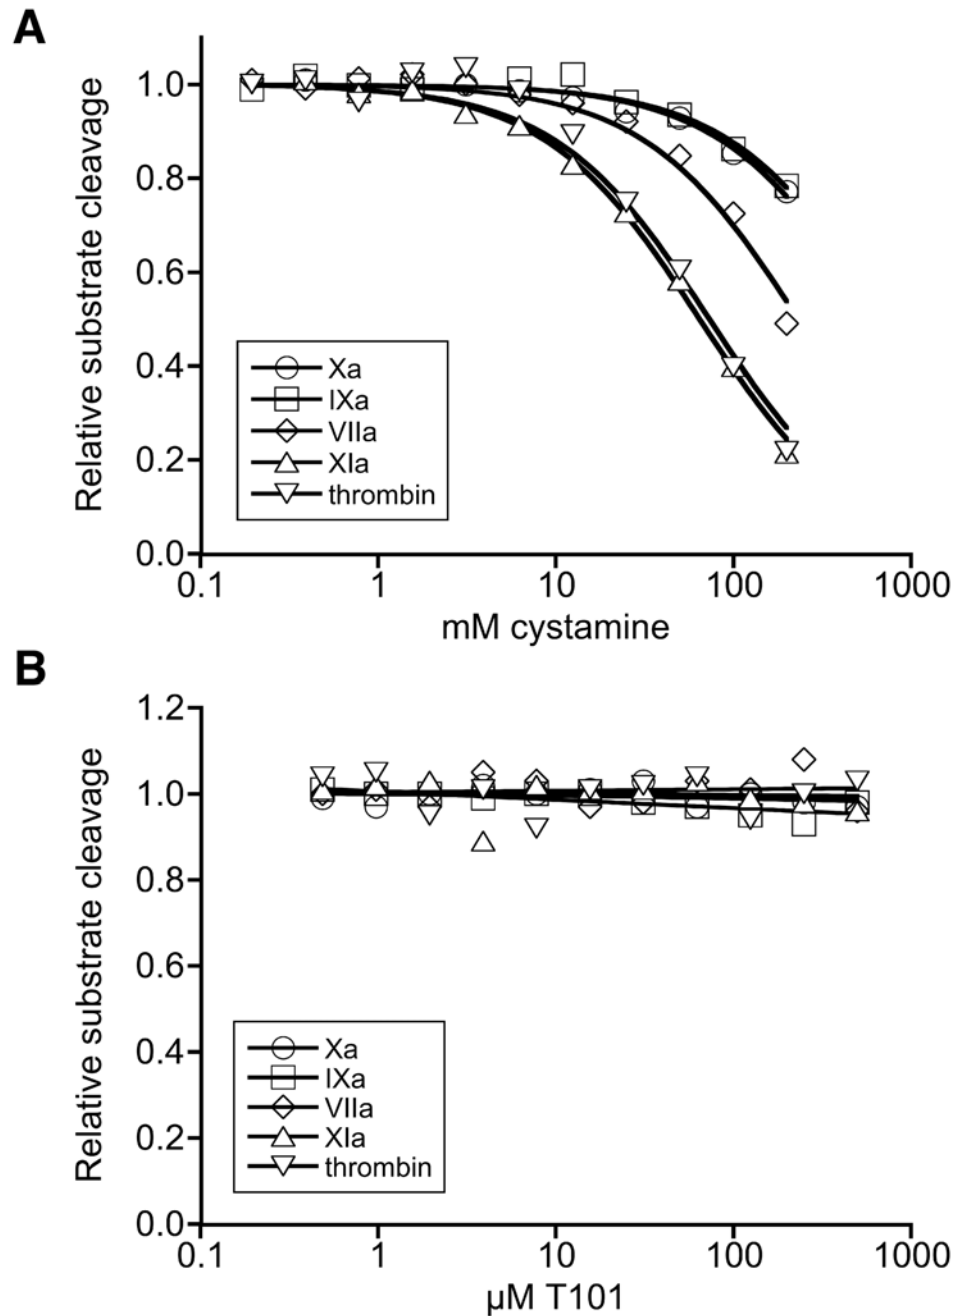 A
Relative substrate cleavage
1.0
0.8
0.6
0.4
0.2
0.0
Xa
IXa
VIIa
XIa
thrombin
0.1 1 10 100 1000
mM cystamine
B
Relative substrate cleavage
1.2
1.0
0.8
0.6
0.4
0.2
0.0
Xa
IXa
VIIa
XIa
thrombin
0.1 1 10 100 1000
µM T101